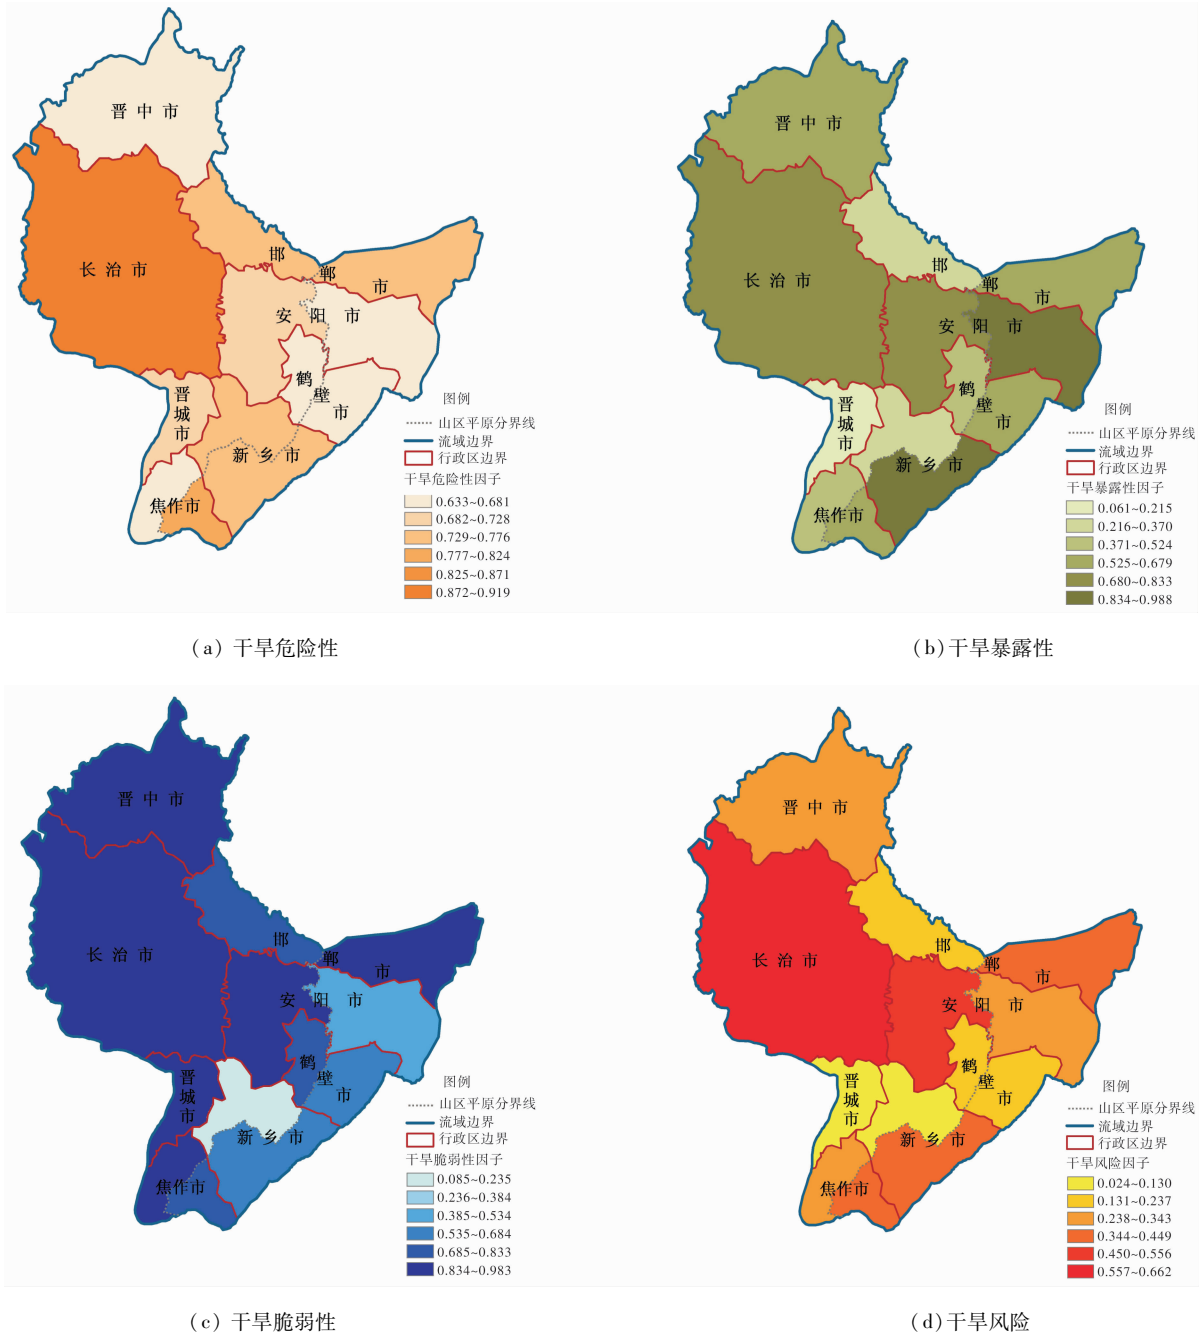 晋中市
长治市
邯
郸
市
安阳市
鹤
壁
市
晋
城
市
新乡市
焦作市
图例
山区平原分界线
流域边界
行政区边界
干旱危险性因子
0.633~0.681
0.682~0.728
0.729~0.776
0.777~0.824
0.825~0.871
0.872~0.919
(a) 干旱危险性
晋中市
长治市
邯
郸
市
安阳市
鹤
壁
市
晋
城
市
新乡市
焦作市
图例
山区平原分界线
流域边界
行政区边界
干旱暴露性因子
0.061~0.215
0.216~0.370
0.371~0.524
0.525~0.679
0.680~0.833
0.834~0.988
(b)干旱暴露性
晋中市
长治市
邯
郸
市
安阳市
鹤
壁
市
晋
城
市
新乡市
焦作市
图例
山区平原分界线
流域边界
行政区边界
干旱脆弱性因子
0.085~0.235
0.236~0.384
0.385~0.534
0.535~0.684
0.685~0.833
0.834~0.983
(c) 干旱脆弱性
晋中市
长治市
邯
郸
市
安阳市
鹤
壁
市
晋
城
市
新乡市
焦作市
图例
山区平原分界线
流域边界
行政区边界
干旱风险因子
0.024~0.130
0.131~0.237
0.238~0.343
0.344~0.449
0.450~0.556
0.557~0.662
(d)干旱风险